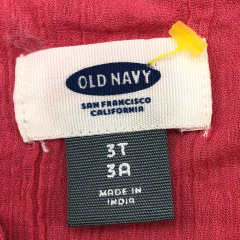 OLD NAVY
SAN FRANCISCO
CALIFORNIA
3T
3A
MADE IN
INDIA